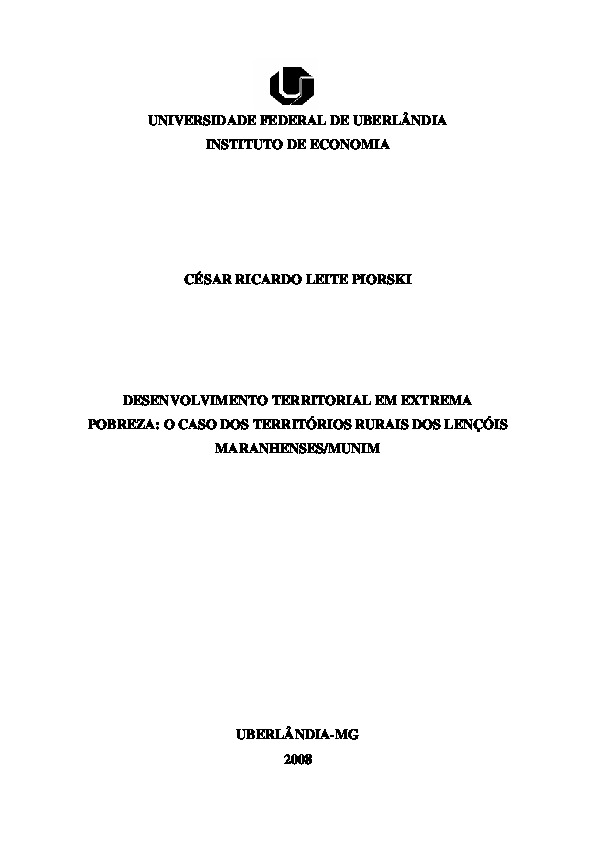 UNIVERSIDADE FEDERAL DE UBERLÂNDIA
INSTITUTO DE ECONOMIA
CÉSAR RICARDO LEITE PIORSKI
DESENVOLVIMENTO TERRITORIAL EM EXTREMA
POBREZA: O CASO DOS TERRITÓRIOS RURAIS DOS LENÇÓIS
MARANHENSES/MUNIM
UBERLÂNDIA-MG
2008